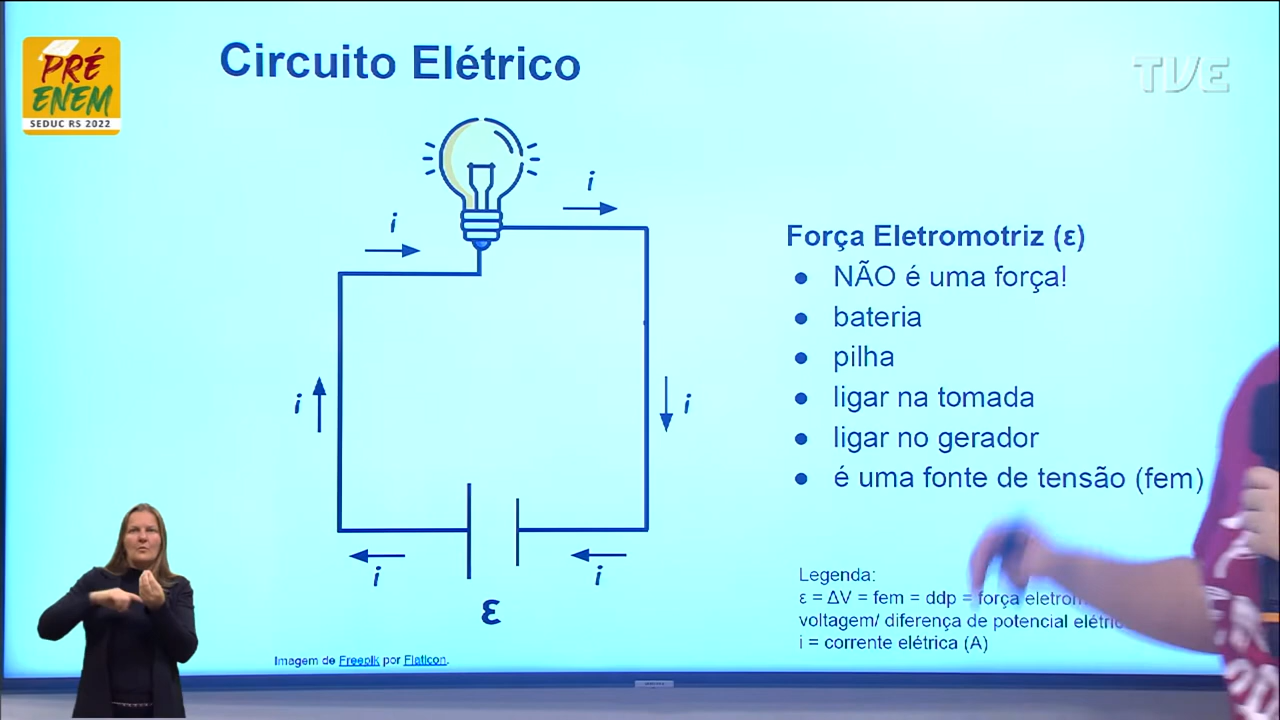 PRÉ
ENEM
SEDUC RS 2022
Circuito Elétrico
TVE
i
i
i
i
i
i
ε
Força Eletromotriz (ε)
● NÃO é uma força!
● bateria
● pilha
● ligar na tomada
● ligar no gerador
● é uma fonte de tensão (fem)
Legenda:
ε = ΔV = fem = ddp = força
voltagem/ diferença de potencial
i = corrente elétrica (A)
Imagem de Freepik por Flaticon.